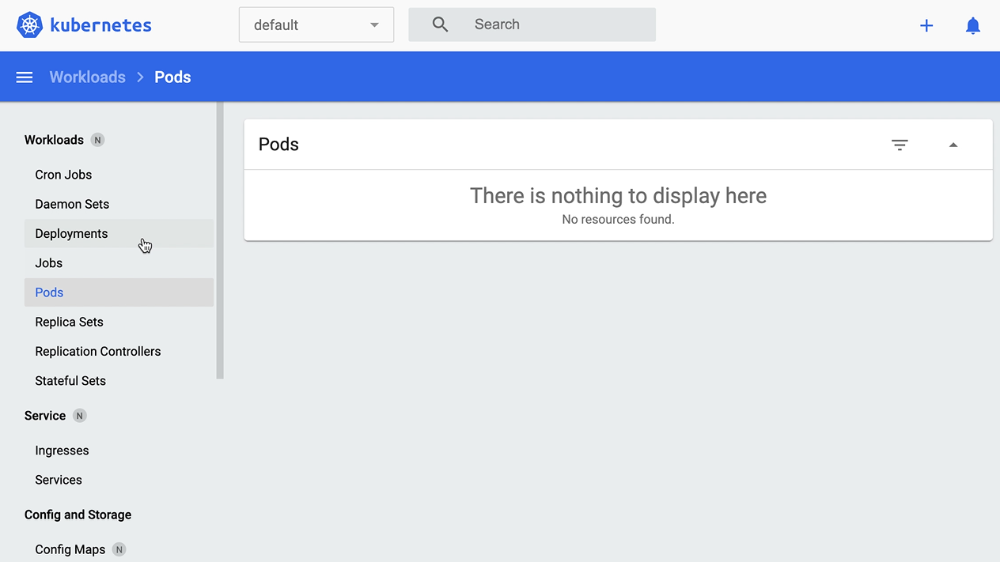 kubernetes
default
Search
Workloads > Pods
Workloads N
Cron Jobs
Daemon Sets
Deployments
Jobs
Pods
Replica Sets
Replication Controllers
Stateful Sets
Service N
Ingresses
Services
Config and Storage
Config Maps N
Pods
There is nothing to display here
No resources found.